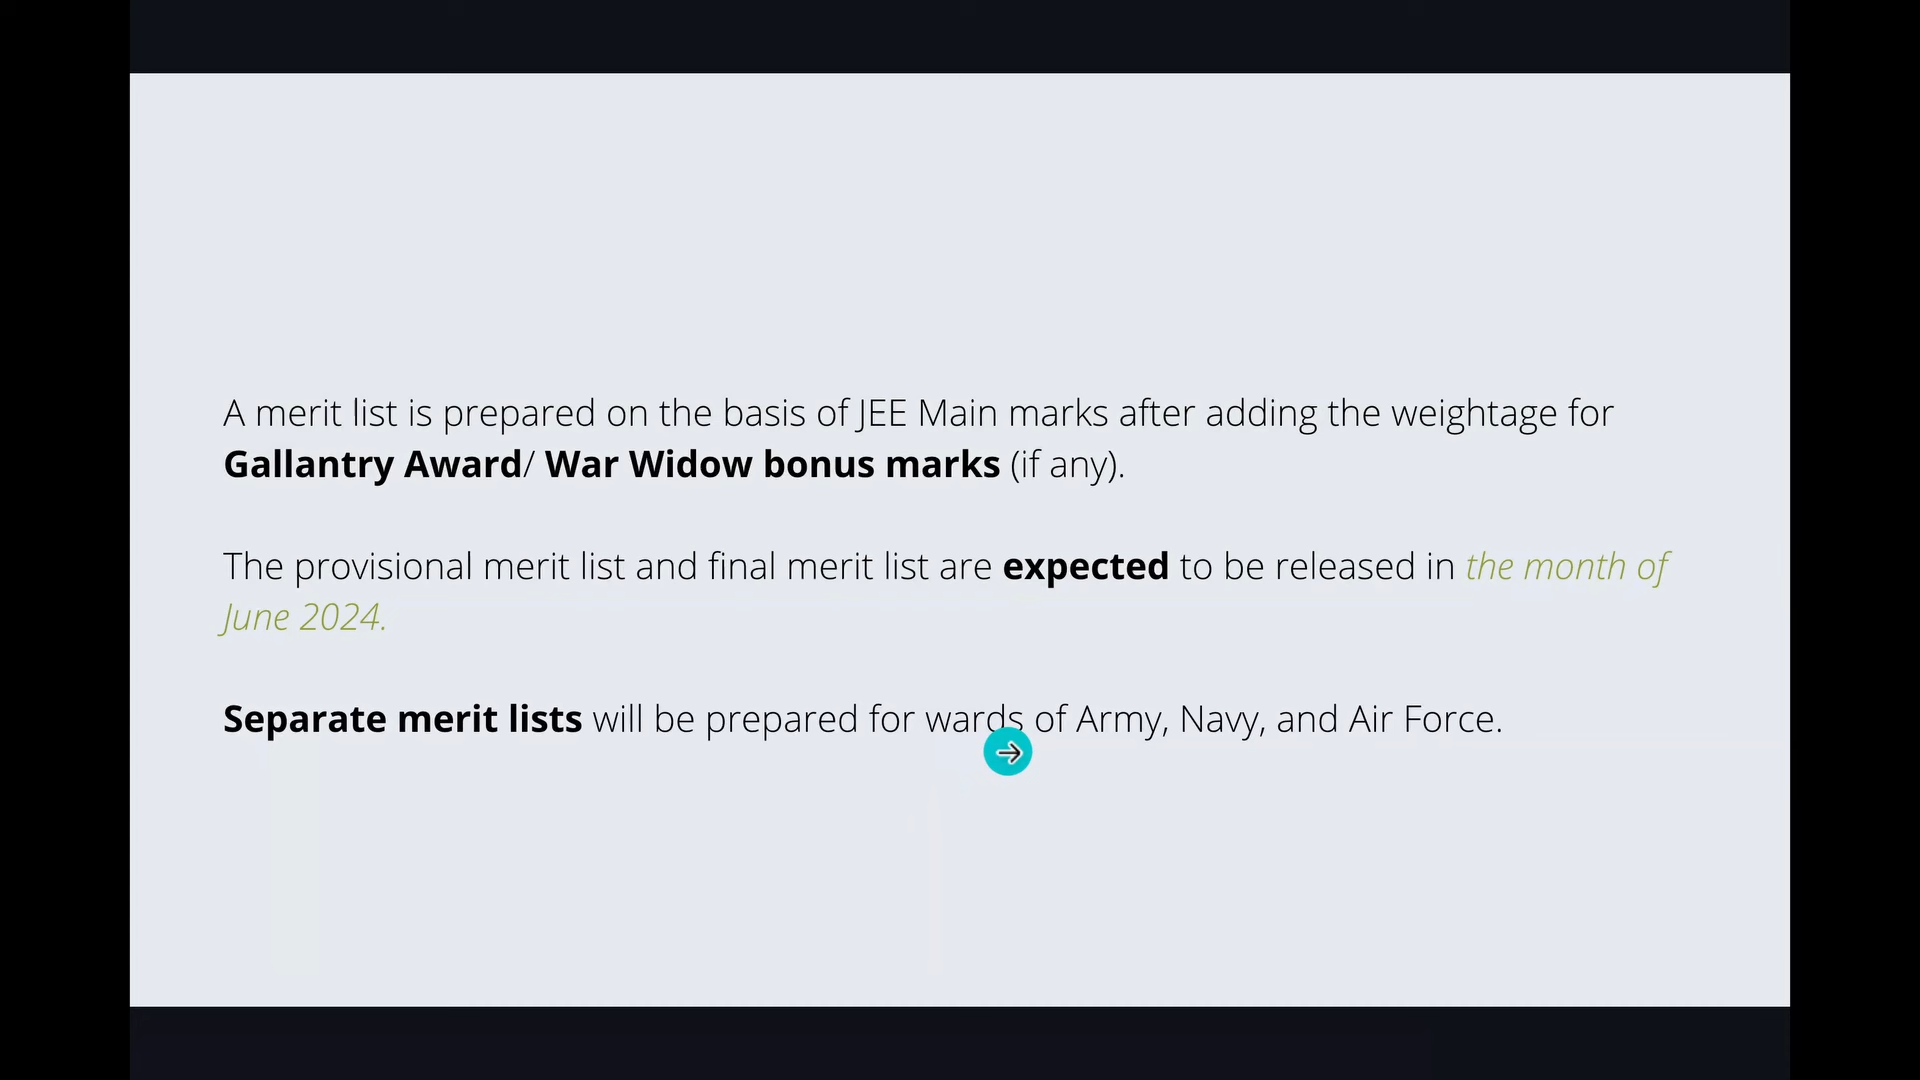 A merit list is prepared on the basis of JEE Main marks after adding the weightage for
Gallantry Award/ War Widow bonus marks (if any).
The provisional merit list and final merit list are expected to be released in the month of
June 2024.
Separate merit lists will be prepared for wards of Army, Navy, and Air Force.